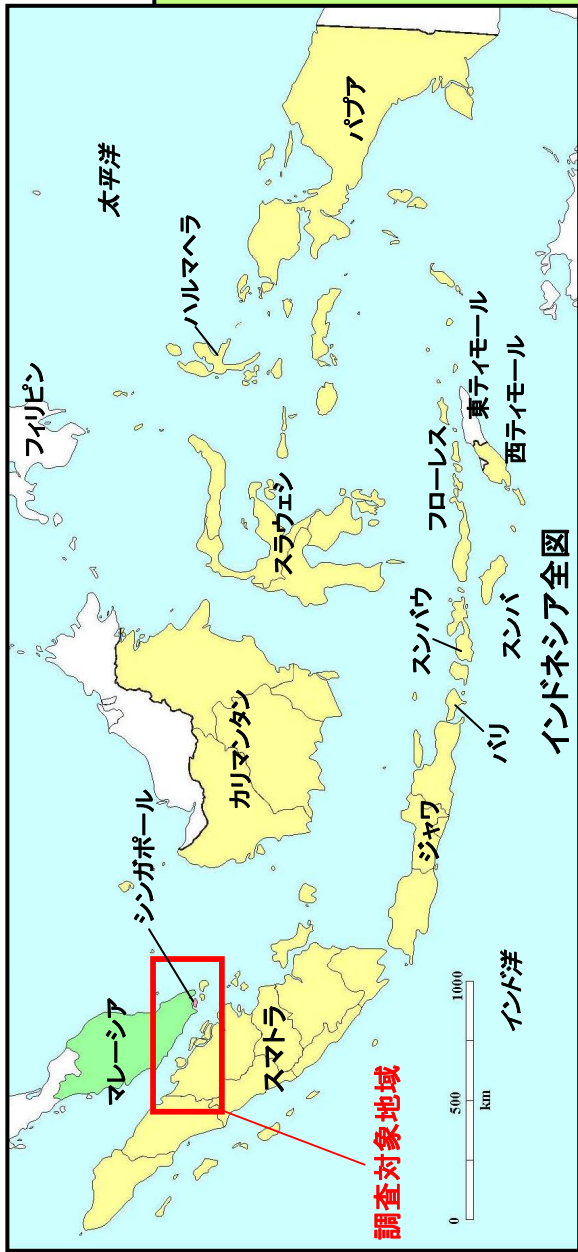 フィリピン
太平洋
マレーシア
シンガポール
カリマンタン
スラウェシ
ハルマヘラ
パプア
スマトラ
調査対象地域
ジャワ
バリ
スンバウ
スンバ
フローレス
東ティモール
西ティモール
インド洋
0 500 1000
km
インドネシア全図